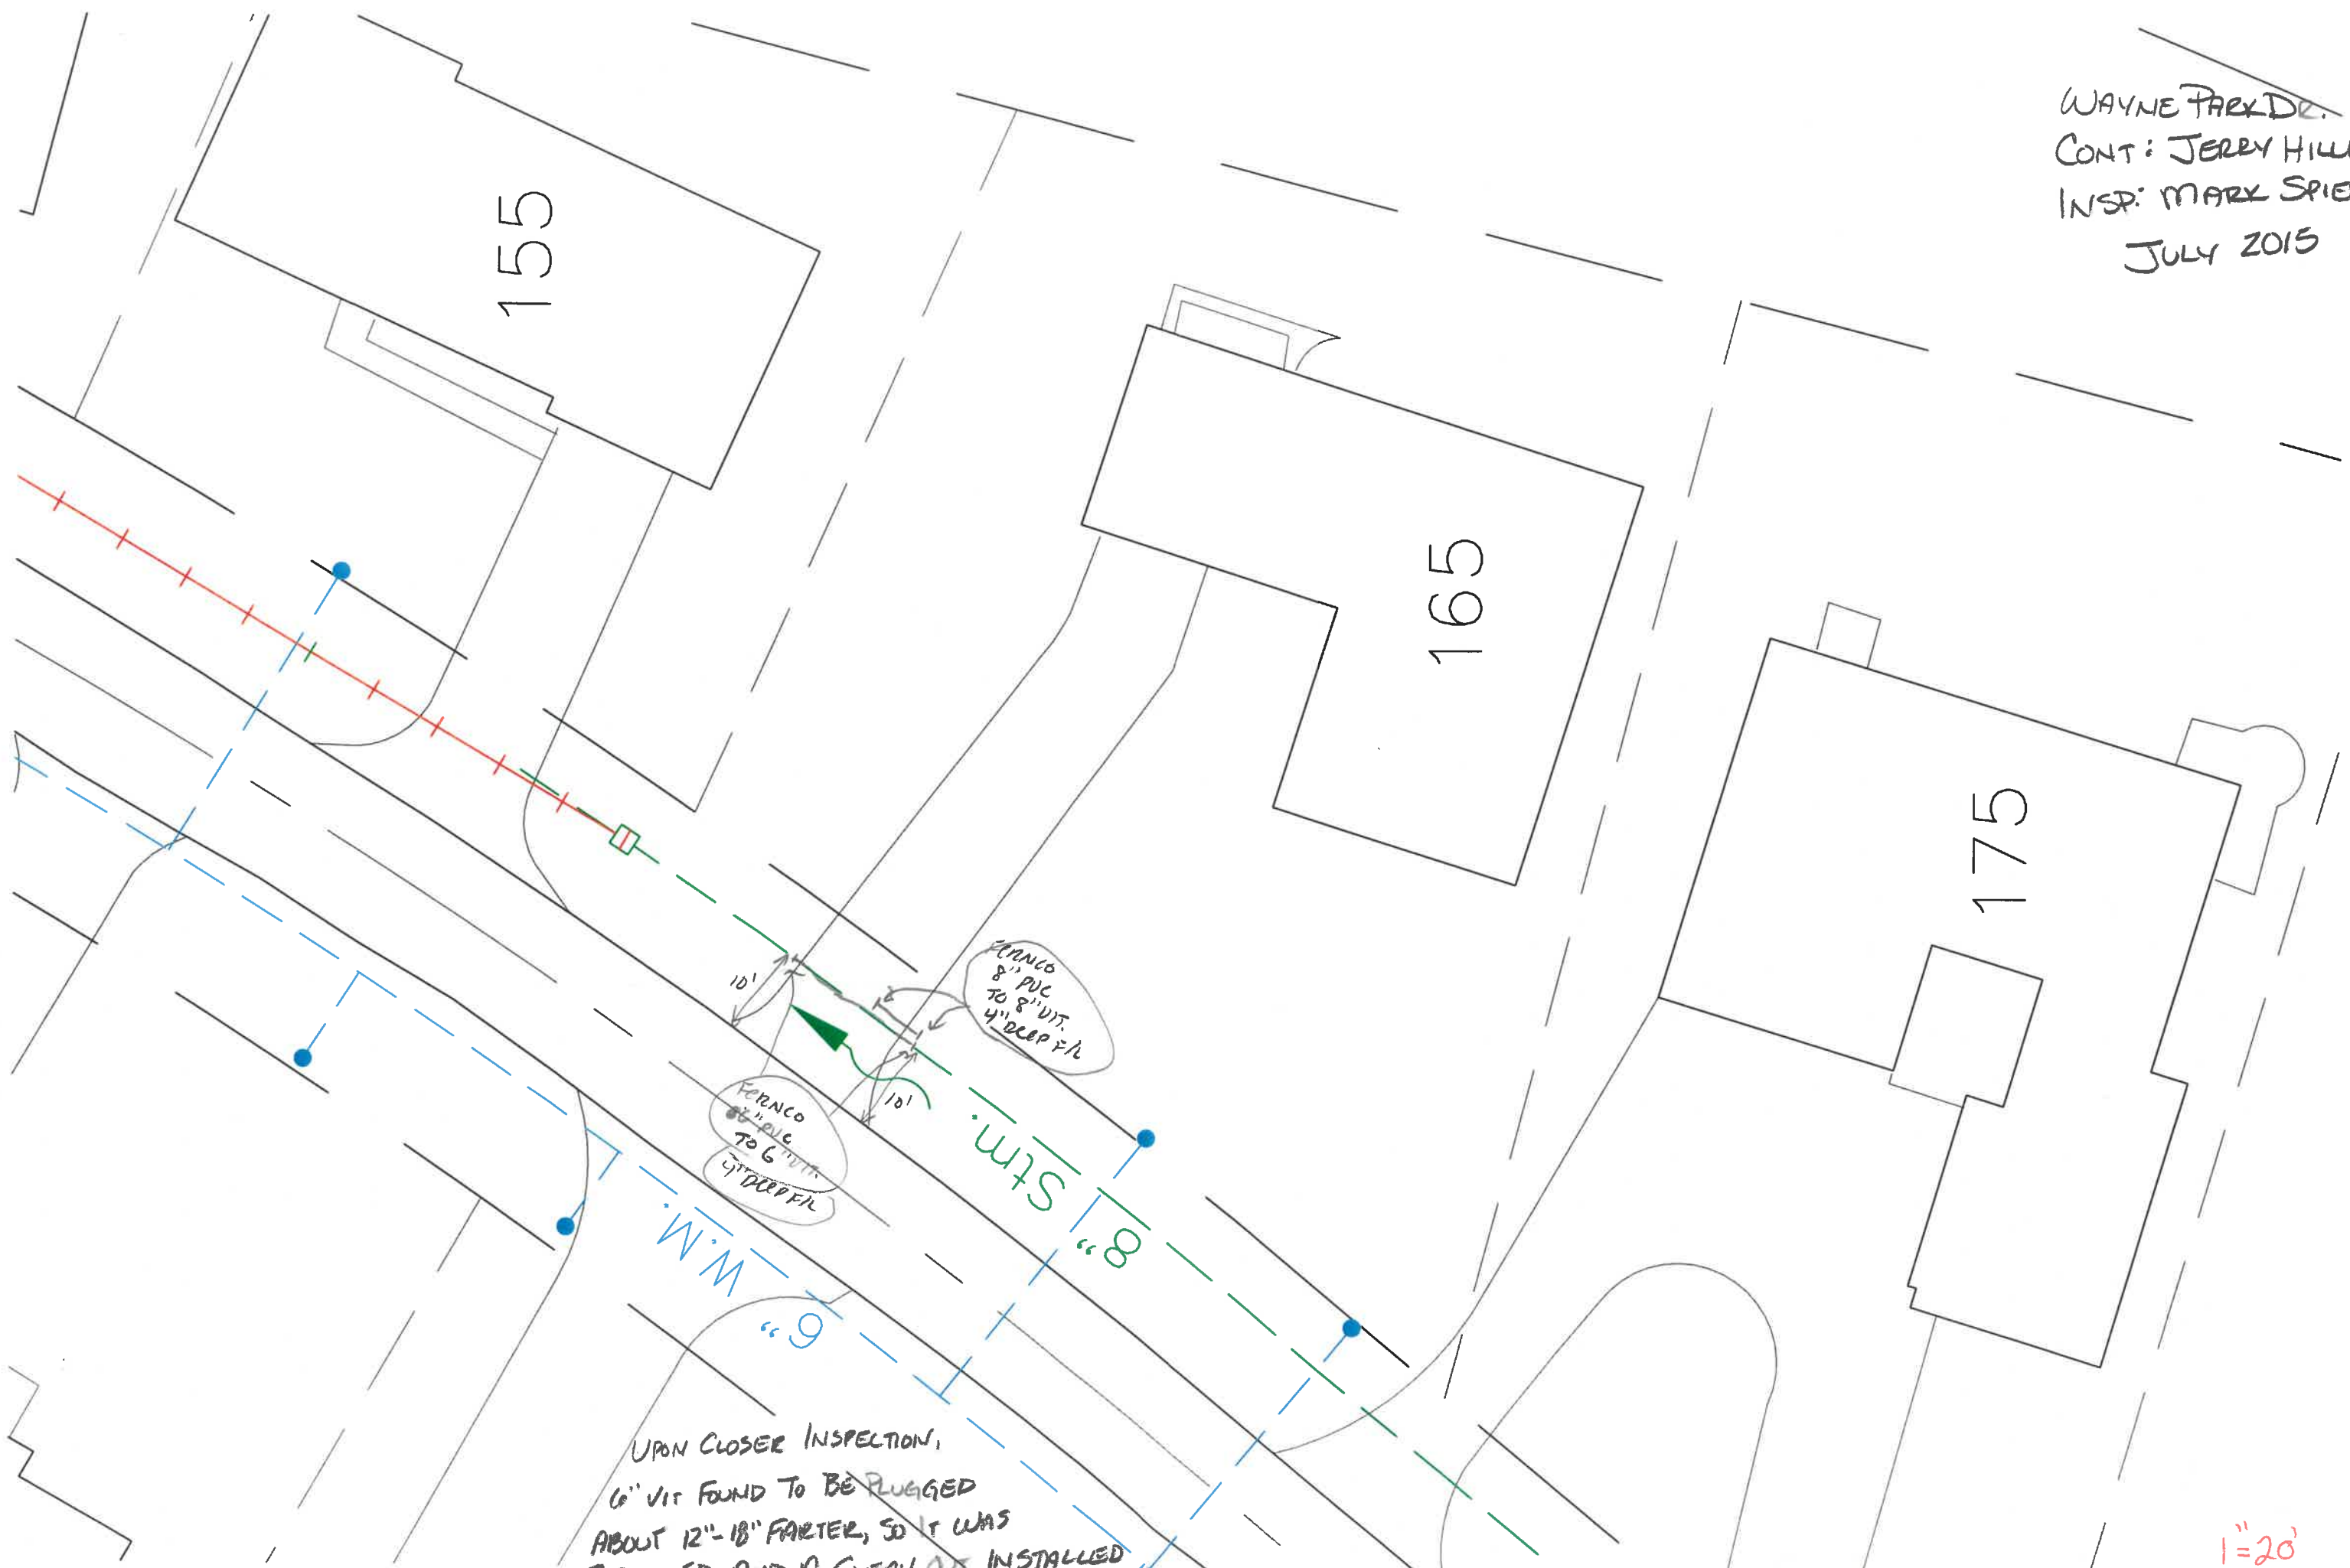 WAYNE PARK DR.
CONT: JERRY
INSP: MARK
JULY 2015
155
165
175
10'
FERNCO
8" PVC
TO 8" VIT.
4" DEEP F/L
10'
FERNCO
6" PVC
TO 6" VIT.
4" DEEP F/L
8" Stm.
6" W.M.
UPON CLOSER INSPECTION,
6" VIT FOUND TO BE PLUGGED
ABOUT 12"-18" FARTER, SO IT WAS
INSTALLED
1"=20'